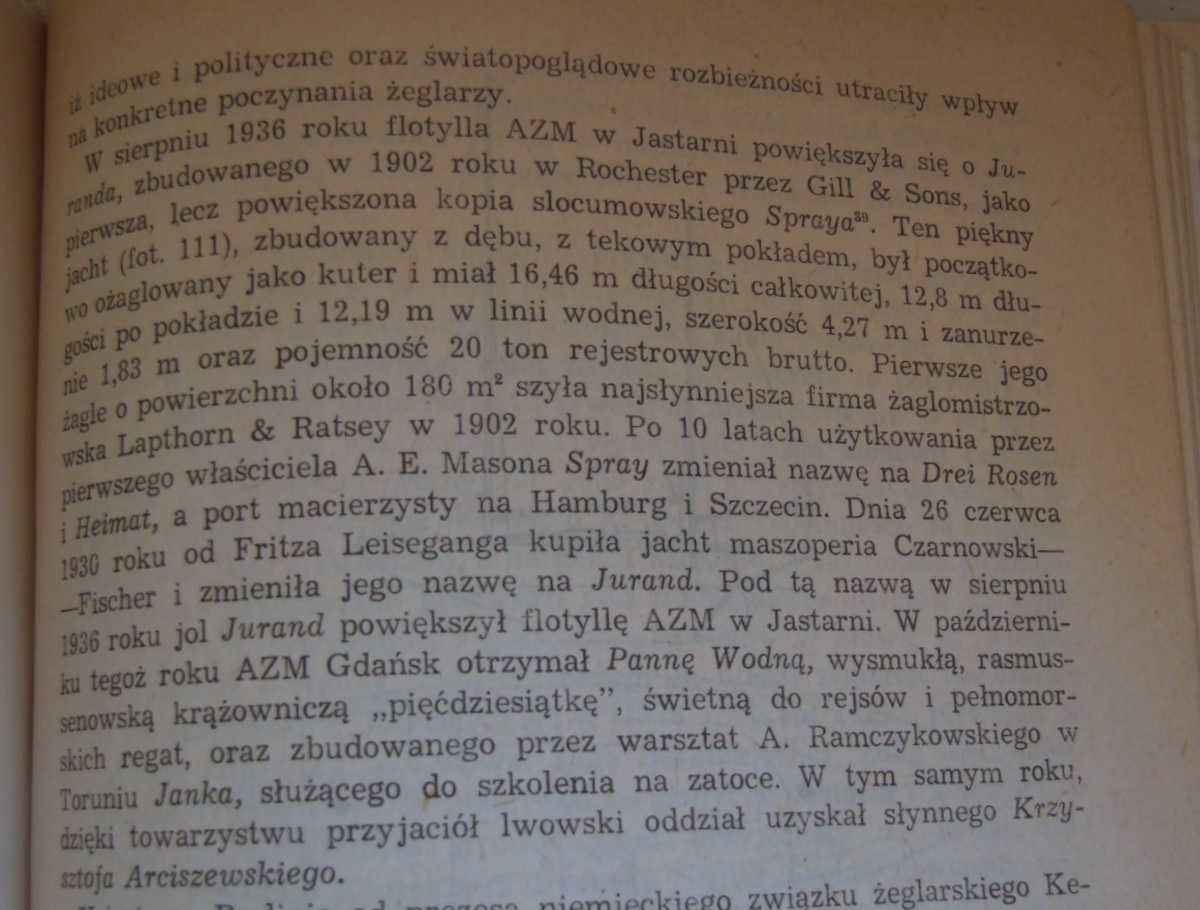 iż ideowe i polityczne oraz światopoglądowe rozbieżności utraciły wpływ
na konkretne poczynania żeglarzy.
W sierpniu 1936 roku flotylla AZM w Jastarni powiększyła się o Ju-
randa, zbudowanego w 1902 roku w Rochester przez Gill & Sons, jako
pierwsza, lecz powiększona kopia slocumowskiego Spraya³⁹. Ten piękny
jacht (fot. 111), zbudowany z dębu, z tekowym pokładem, był początko-
wo ożaglowany jako kuter i miał 16,46 m długości całkowitej, 12,8 m dłu-
gości po pokładzie i 12,19 m w linii wodnej, szerokość 4,27 m i zanurze-
nie 1,83 m oraz pojemność 20 ton rejestrowych brutto. Pierwsze jego
żagle o powierzchni około 180 m² szyła najsłynniejsza firma żaglomistrzo-
wska Lapthorn & Ratsey w 1902 roku. Po 10 latach użytkowania przez
pierwszego właściciela A. E. Masona Spray zmieniał nazwę na Drei Rosen
i Heimat, a port macierzysty na Hamburg i Szczecin. Dnia 26 czerwca
1930 roku od Fritza Leiseganga kupiła jacht maszoperia Czarnowski—
—Fischer i zmieniła jego nazwę na Jurand. Pod tą nazwą w sierpniu
1936 roku jol Jurand powiększył flotyllę AZM w Jastarni. W październi-
ku tegoż roku AZM Gdańsk otrzymał Pannę Wodną, wysmukłą, rasmus-
senowską krążowniczą „pięćdziesiątkę”, świetną do rejsów i pełnomor-
skich regat, oraz zbudowanego przez warsztat A. Ramczykowskiego w
Toruniu Janka, służącego do szkolenia na zatoce. W tym samym roku,
dzięki towarzystwu przyjaciół lwowski oddział uzyskał słynnego Krzy-
sztofa Arciszewskiego.
od prezesa niemieckiego związku żeglarskiego Ke-